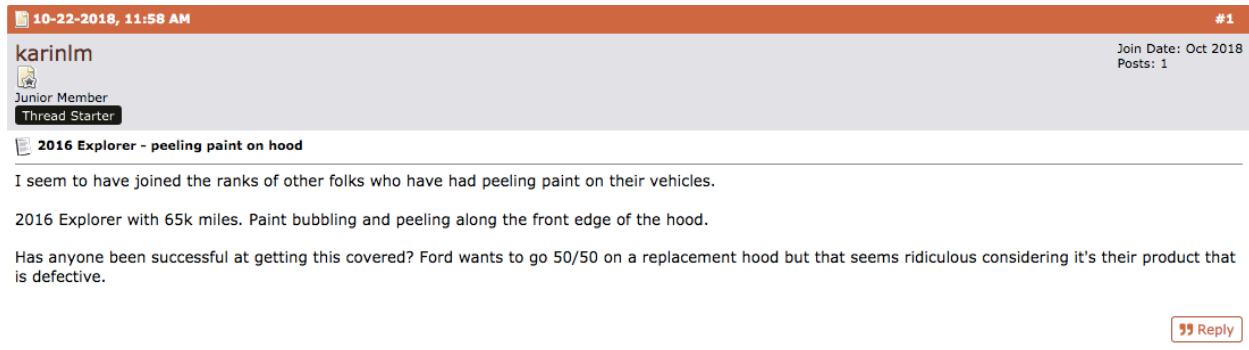 10-22-2018, 11:58 AM
#1
karinlm
Join Date: Oct 2018
Posts: 1
Junior Member
Thread Starter
2016 Explorer - peeling paint on hood
I seem to have joined the ranks of other folks who have had peeling paint on their vehicles.
2016 Explorer with 65k miles. Paint bubbling and peeling along the front edge of the hood.
Has anyone been successful at getting this covered? Ford wants to go 50/50 on a replacement hood but that seems ridiculous considering it's their product that
is defective.
Reply